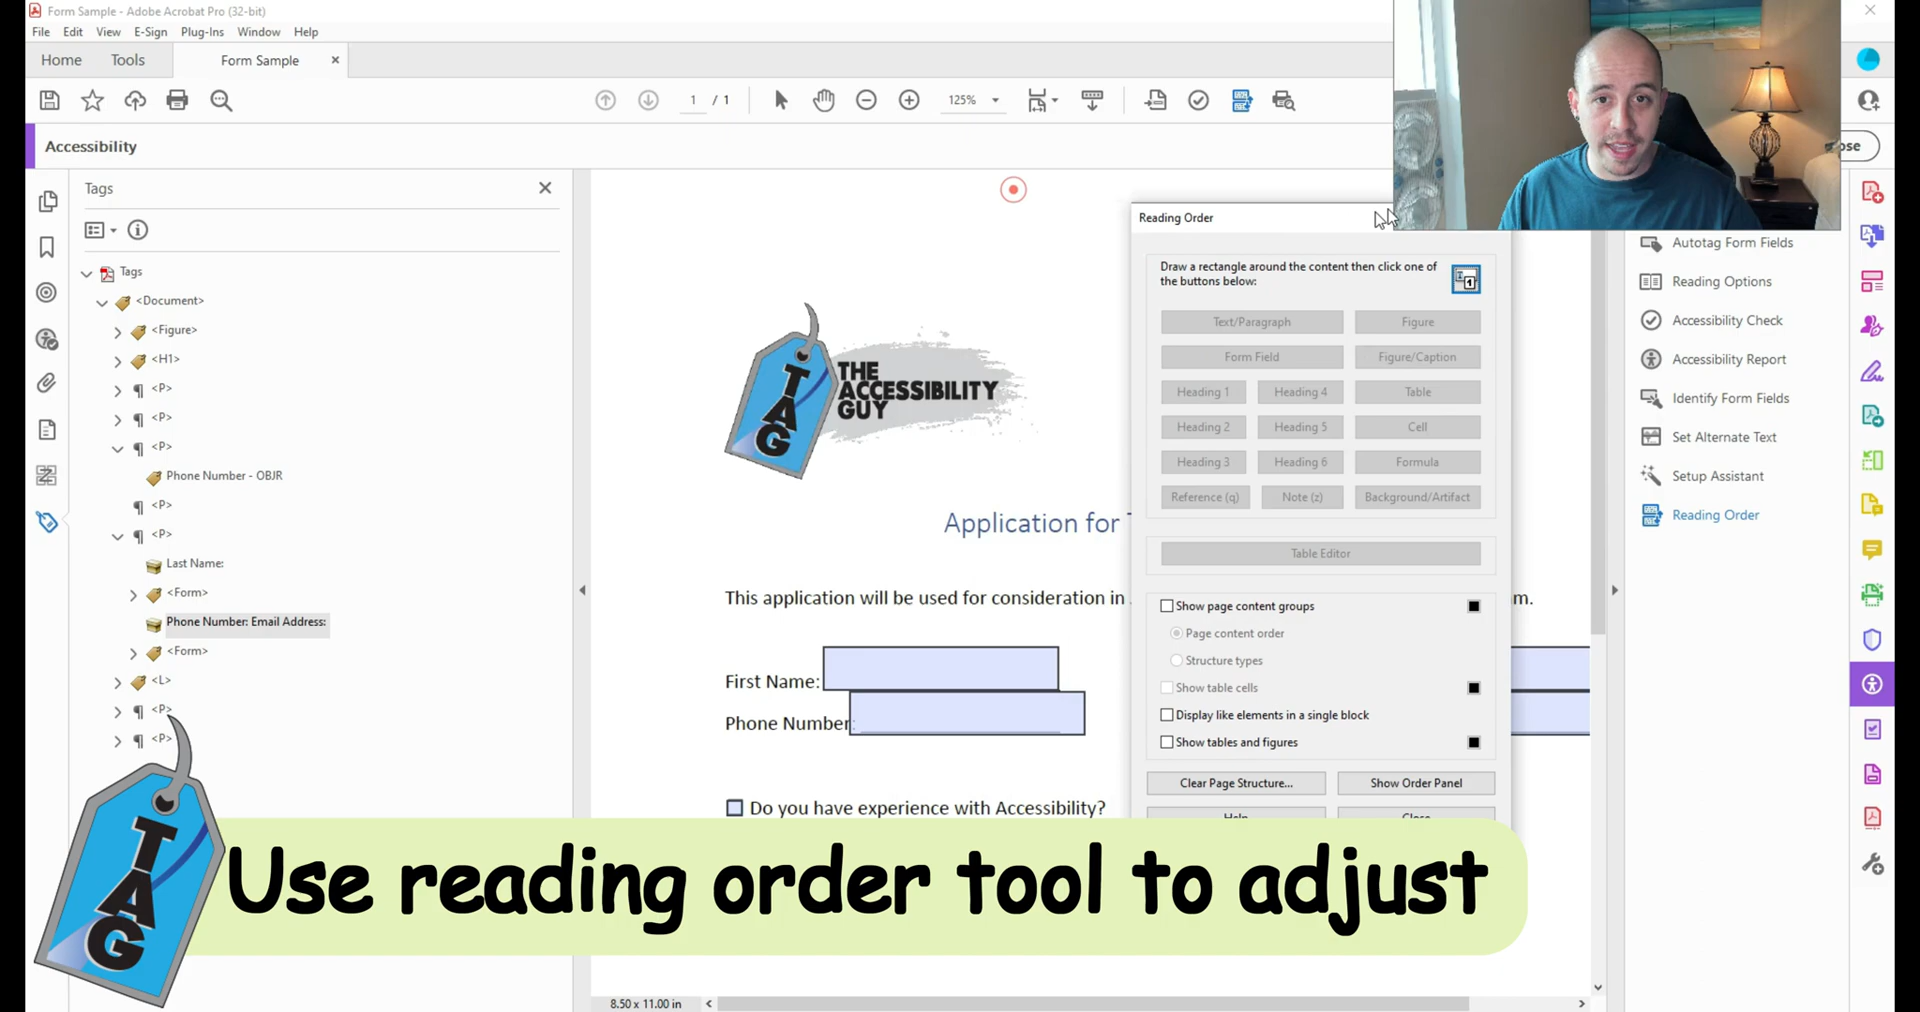 Form Sample - Adobe Acrobat Pro (32-bit)
File Edit View E-Sign Plug-Ins Window Help
Home Tools Form Sample
1 / 1 125%
Accessibility
Tags
Tags
<Document>
<Figure>
<H1>
<P>
<P>
<P>
Phone Number - OBJR
<P>
<P>
Last Name:
<Form>
Phone Number: Email Address:
<Form>
<L>
<P>
<P>
THE
ACCESSIBILITY
GUY
TAG
Application for
This application will be used for consideration in
First Name:
Phone Number:
Do you have experience with Accessibility?
8.50 x 11.00 in
Reading Order
Draw a rectangle around the content then click one of
the buttons below:
Text/Paragraph Figure
Form Field Figure/Caption
Heading 1 Heading 4 Table
Heading 2 Heading 5 Cell
Heading 3 Heading 6 Formula
Reference (q) Note (z) Background/Artifact
Table Editor
Show page content groups
Page content order
Structure types
Show table cells
Display like elements in a single block
Show tables and figures
Clear Page Structure... Show Order Panel
Help Close
Autotag Form Fields
Reading Options
Accessibility Check
Accessibility Report
Identify Form Fields
Set Alternate Text
Setup Assistant
Reading Order
TAG
Use reading order tool to adjust